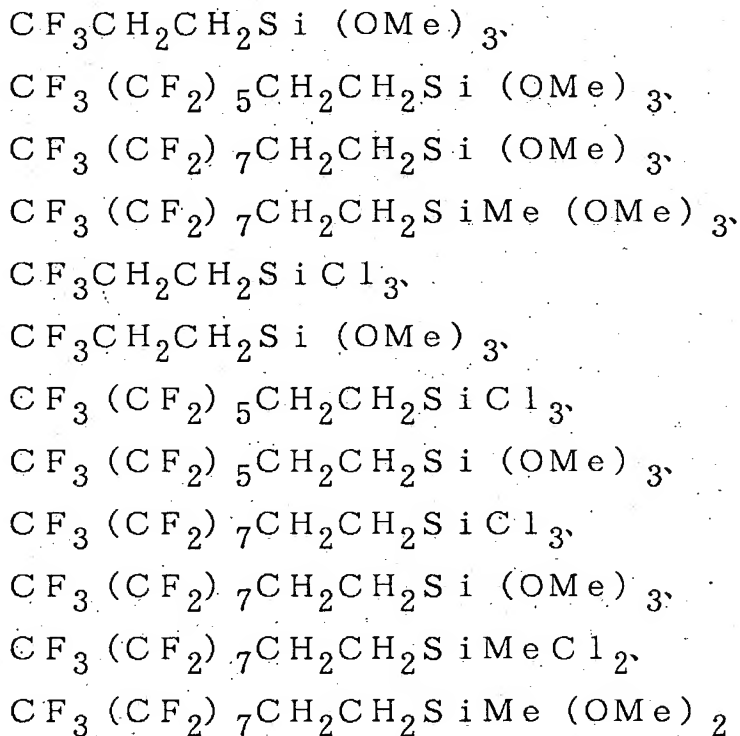 CF₃CH₂CH₂Si(OMe)₃、
CF₃(CF₂)₅CH₂CH₂Si(OMe)₃、
CF₃(CF₂)₇CH₂CH₂Si(OMe)₃、
CF₃(CF₂)₇CH₂CH₂SiMe(OMe)₃、
CF₃CH₂CH₂SiCl₃、
CF₃CH₂CH₂Si(OMe)₃、
CF₃(CF₂)₅CH₂CH₂SiCl₃、
CF₃(CF₂)₅CH₂CH₂Si(OMe)₃、
CF₃(CF₂)₇CH₂CH₂SiCl₃、
CF₃(CF₂)₇CH₂CH₂Si(OMe)₃、
CF₃(CF₂)₇CH₂CH₂SiMeCl₂、
CF₃(CF₂)₇CH₂CH₂SiMe(OMe)₂